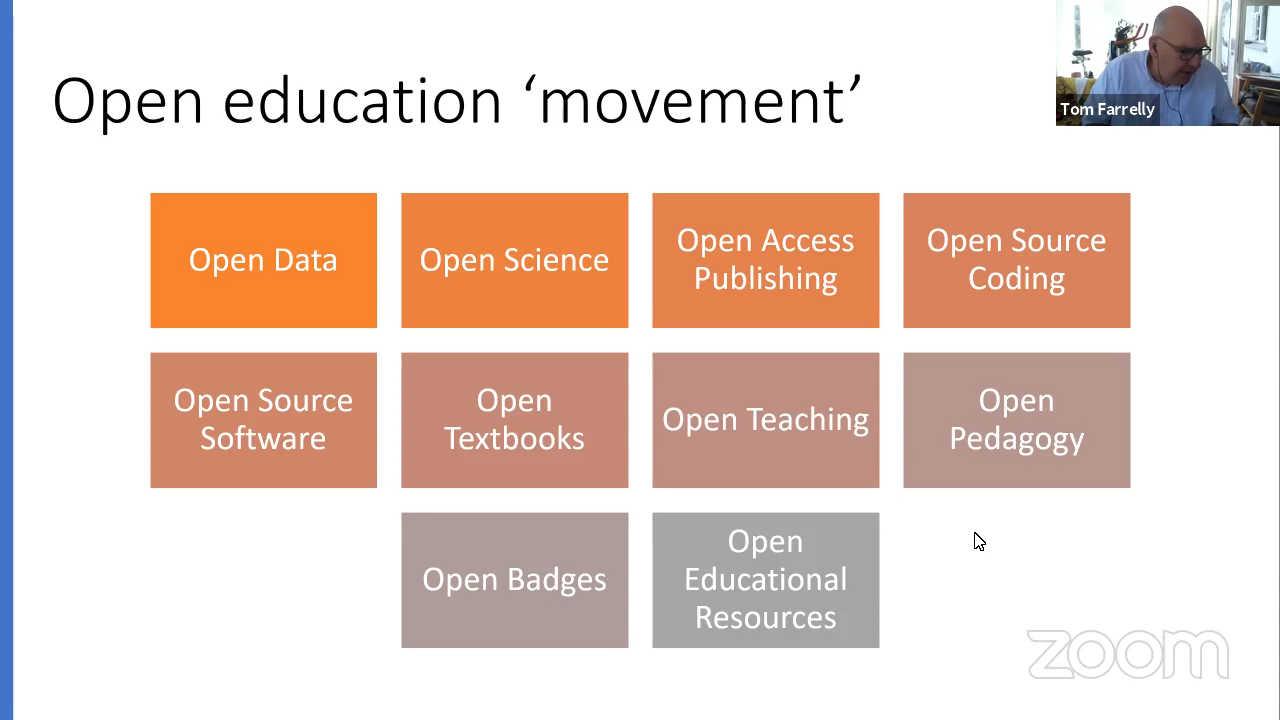 Open education ‘movement’
Tom Farrelly
Open Data
Open Science
Open Access
Publishing
Open Source
Coding
Open Source
Software
Open
Textbooks
Open Teaching
Open
Pedagogy
Open Badges
Open
Educational
Resources
zoom